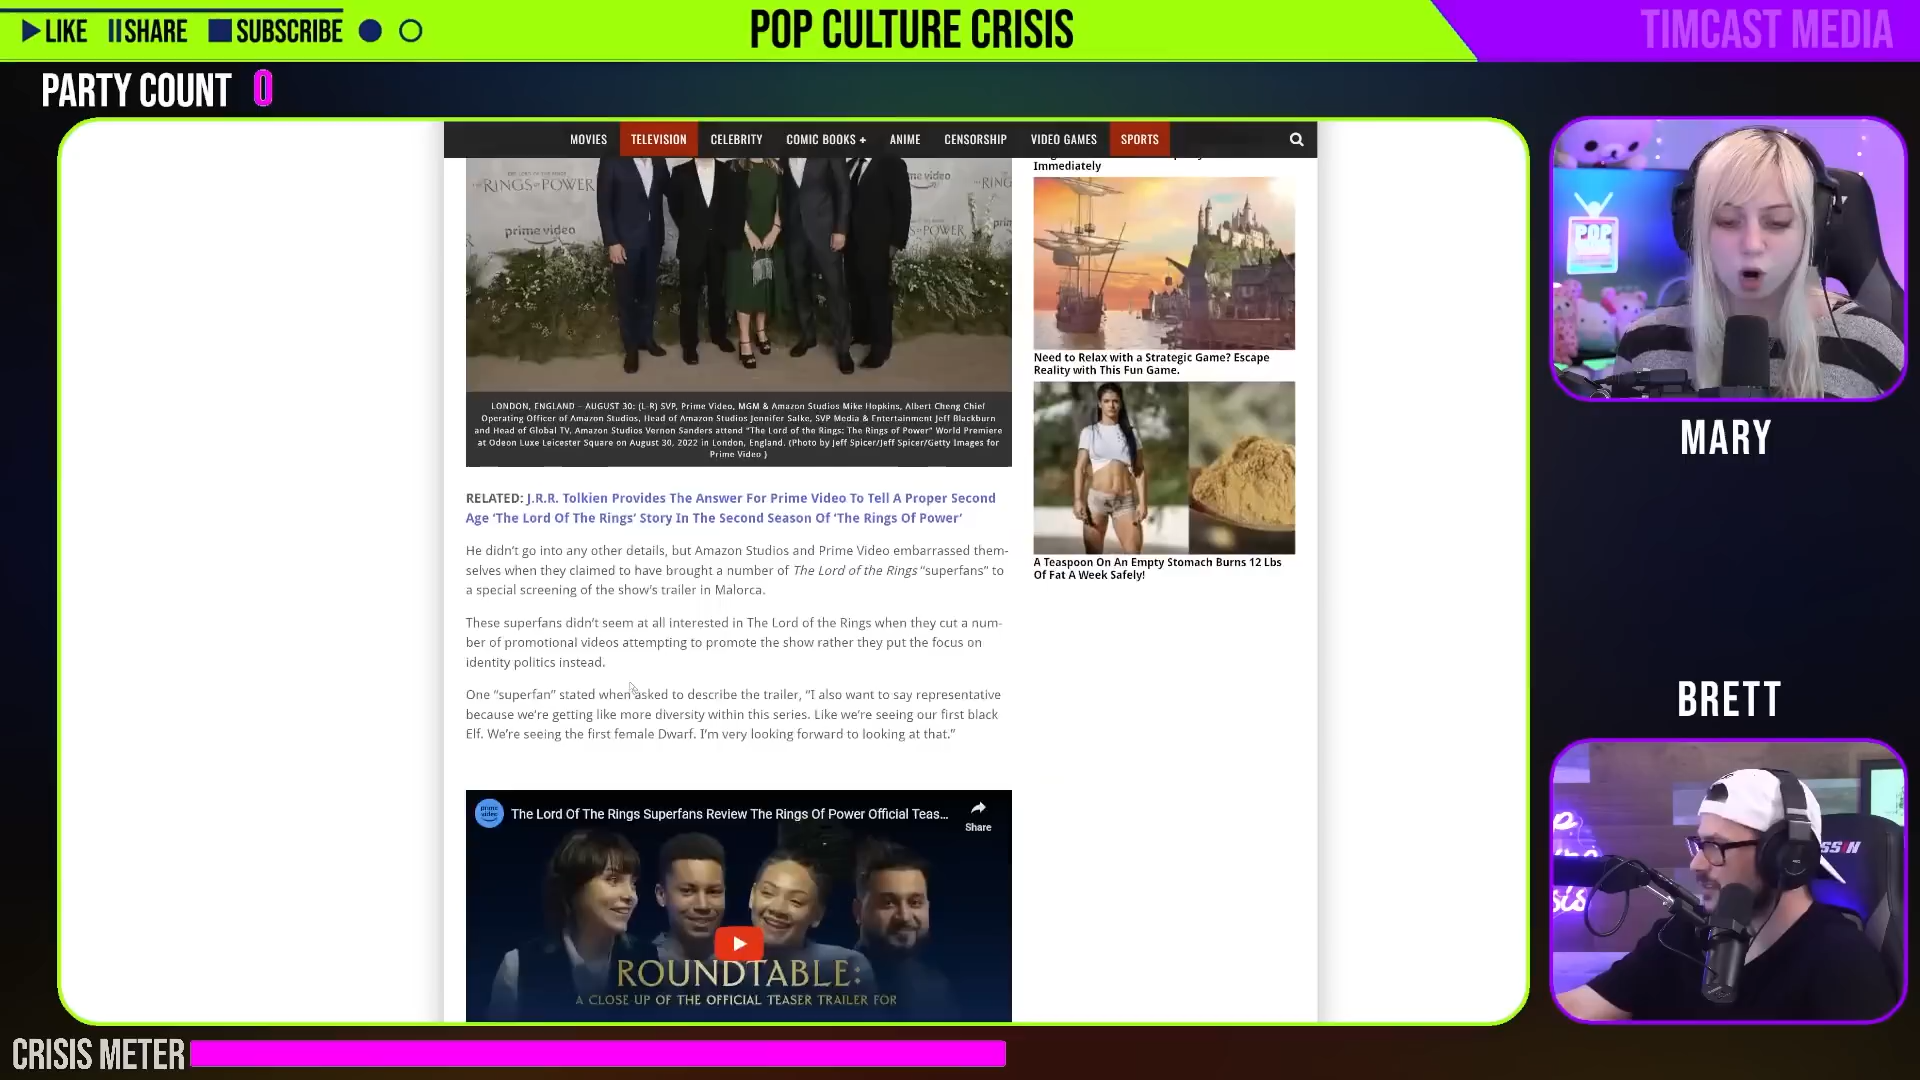 LIKE SHARE SUBSCRIBE
POP CULTURE CRISIS
TIMCAST MEDIA
PARTY COUNT 0
MOVIES TELEVISION CELEBRITY COMIC BOOKS + ANIME CENSORSHIP VIDEO GAMES SPORTS
RINGS OF POWER
prime video
prime video
Immediately
Need to Relax with a Strategic Game? Escape
Reality with This Fun Game.
A Teaspoon On An Empty Stomach Burns 12 Lbs
Of Fat A Week Safely!
LONDON, ENGLAND – AUGUST 30: (L-R) SVP, Prime Video, MGM & Amazon Studios Mike Hopkins, Albert Cheng Chief
Operating Officer of Amazon Studios, Head of Amazon Studios Jennifer Salke, SVP Media & Entertainment Jeff Blackburn
and Head of Global TV, Amazon Studios Vernon Sanders attend "The Lord of the Rings: The Rings of Power" World Premiere
at Odeon Luxe Leicester Square on August 30, 2022 in London, England. (Photo by Jeff Spicer/Jeff Spicer/Getty Images for
Prime Video )
RELATED: J.R.R. Tolkien Provides The Answer For Prime Video To Tell A Proper Second
Age ‘The Lord Of The Rings’ Story In The Second Season Of ‘The Rings Of Power’
He didn’t go into any other details, but Amazon Studios and Prime Video embarrassed them-
selves when they claimed to have brought a number of The Lord of the Rings “superfans” to
a special screening of the show’s trailer in Malorca.
These superfans didn’t seem at all interested in The Lord of the Rings when they cut a num-
ber of promotional videos attempting to promote the show rather they put the focus on
identity politics instead.
One “superfan” stated when asked to describe the trailer, “I also want to say representative
because we’re getting like more diversity within this series. Like we’re seeing our first black
Elf. We’re seeing the first female Dwarf. I’m very looking forward to looking at that.”
prime video
The Lord Of The Rings Superfans Review The Rings Of Power Official Teas...
Share
ROUNDTABLE:
A CLOSE UP OF THE OFFICIAL TEASER TRAILER FOR
MARY
BRETT
CRISIS METER